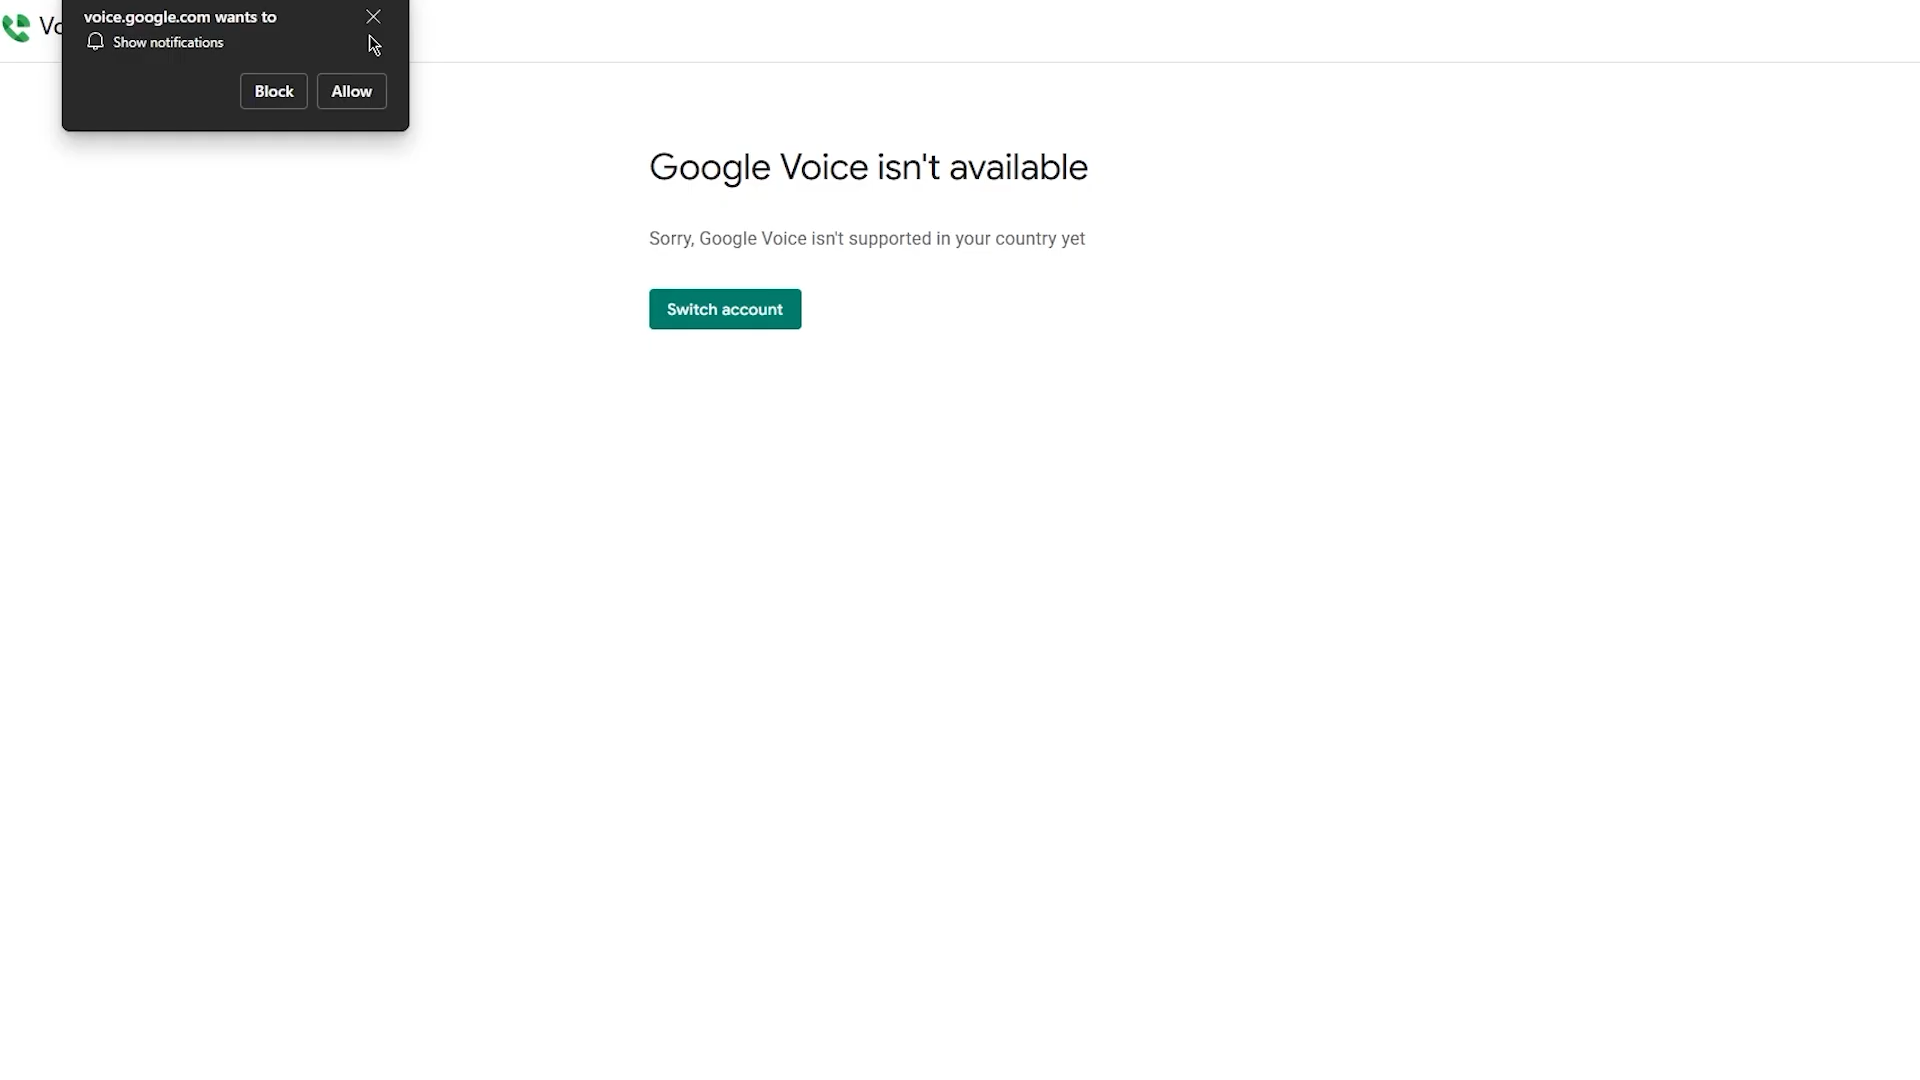 voice.google.com wants to
Show notifications
Block
Allow
Google Voice isn't available
Sorry, Google Voice isn't supported in your country yet
Switch account